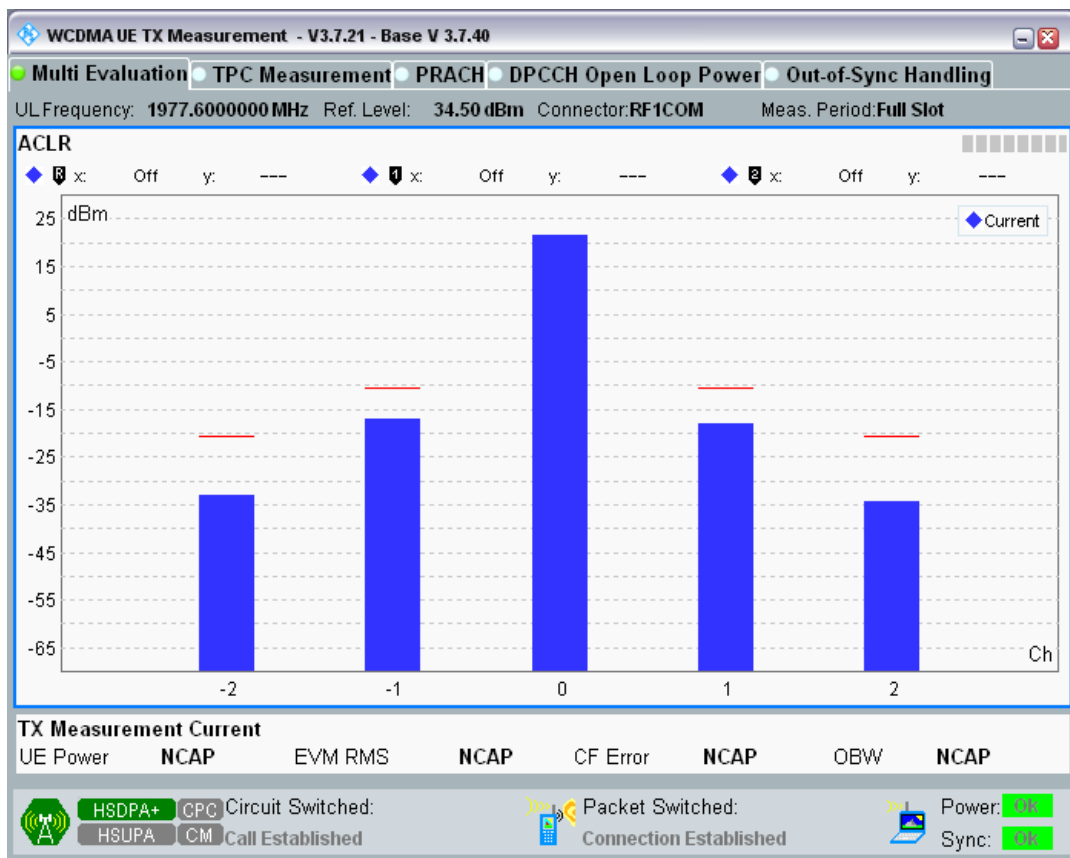 WCDMA UE TX Measurement - V3.7.21 - Base V 3.7.40
Multi Evaluation TPC Measurement PRACH DPCCH Open Loop Power Out-of-Sync Handling
UL Frequency: 1977.6000000 MHz Ref. Level: 34.50 dBm Connector:RF1COM Meas. Period:Full Slot
ACLR
R x: Off y: --- 1 x: Off y: --- 2 x: Off y: ---
dBm
Current
25
15
5
-5
-15
-25
-35
-45
-55
-65
Ch
-2 -1 0 1 2
TX Measurement Current
UE Power NCAP EVM RMS NCAP CF Error NCAP OBW NCAP
HSDPA+ CPC Circuit Switched: Packet Switched: Power: Ok
HSUPA CM Call Established Connection Established Sync: Ok